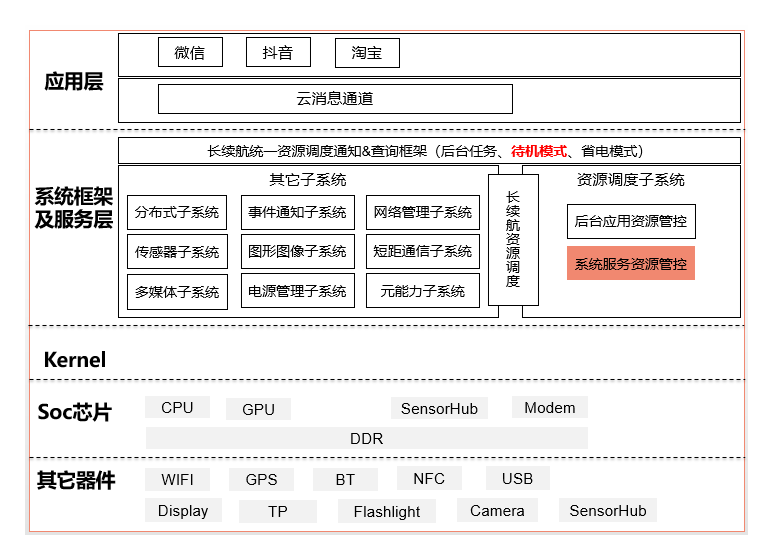 应用层
微信
抖音
淘宝
云消息通道
系统框架
及服务层
长续航统一资源调度通知&查询框架（后台任务、待机模式、省电模式）
其它子系统
分布式子系统
事件通知子系统
网络管理子系统
传感器子系统
图形图像子系统
短距通信子系统
多媒体子系统
电源管理子系统
元能力子系统
长续航资源调度
资源调度子系统
后台应用资源管控
系统服务资源管控
Kernel
Soc芯片
CPU
GPU
SensorHub
Modem
DDR
其它器件
WIFI
GPS
BT
NFC
USB
Display
TP
Flashlight
Camera
SensorHub